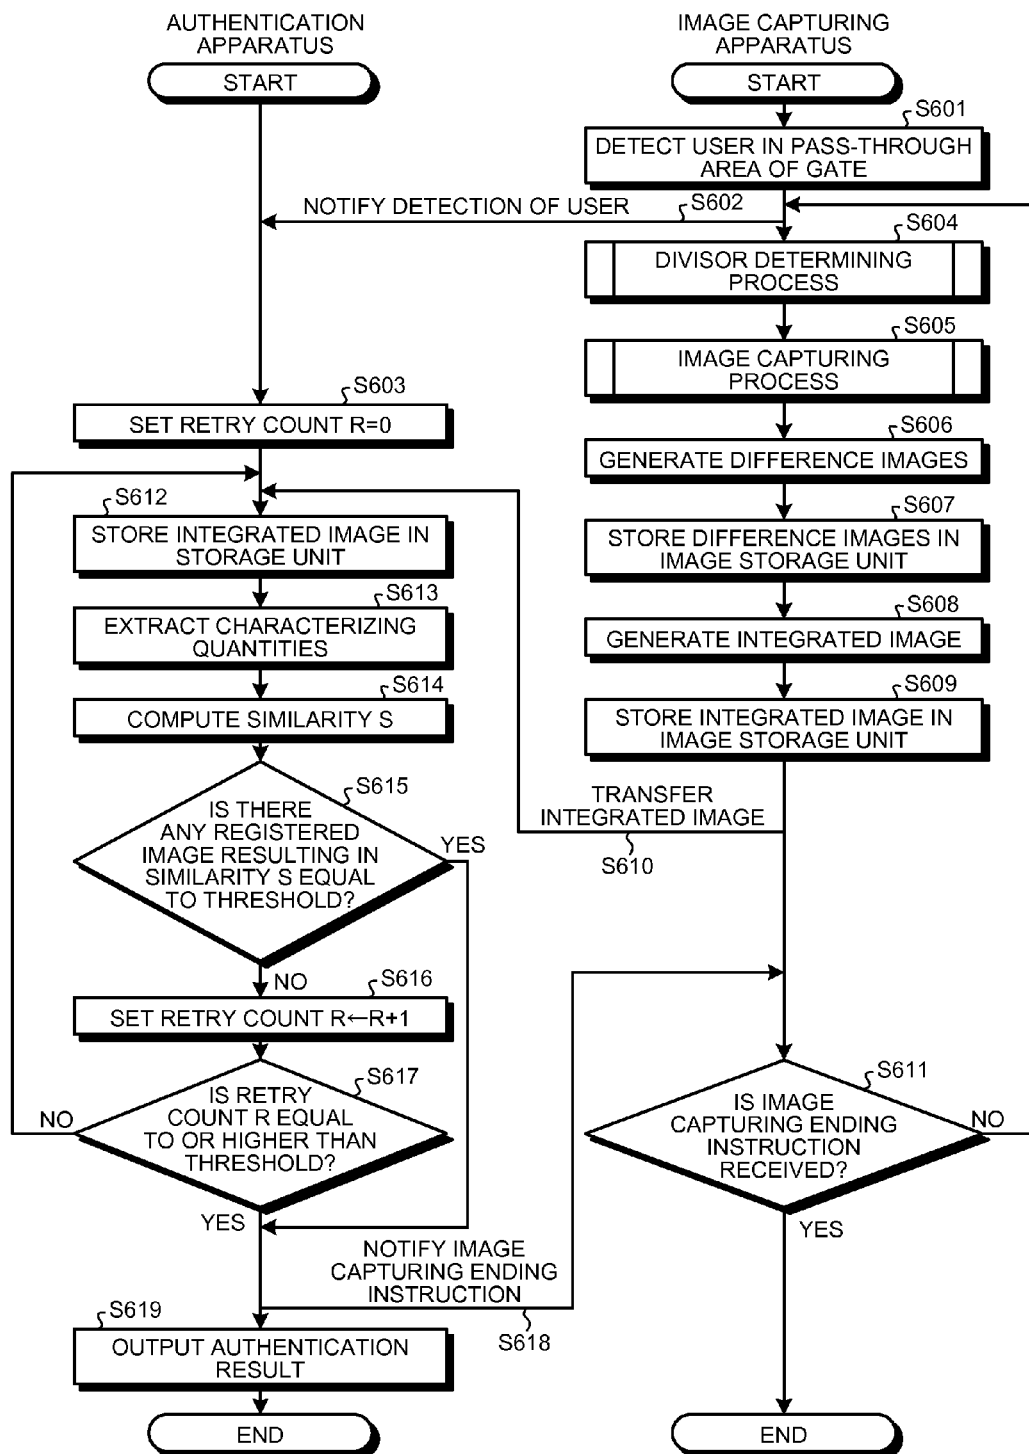 AUTHENTICATION
APPARATUS
START
IMAGE CAPTURING
APPARATUS
START
S601
DETECT USER IN PASS-THROUGH
AREA OF GATE
NOTIFY DETECTION OF USER
S602
S604
DIVISOR DETERMINING
PROCESS
S605
IMAGE CAPTURING
PROCESS
S603
SET RETRY COUNT R=0
S606
GENERATE DIFFERENCE IMAGES
S612
STORE INTEGRATED IMAGE IN
STORAGE UNIT
S607
STORE DIFFERENCE IMAGES IN
IMAGE STORAGE UNIT
S613
EXTRACT CHARACTERIZING
QUANTITIES
S608
GENERATE INTEGRATED IMAGE
S614
COMPUTE SIMILARITY S
S609
STORE INTEGRATED IMAGE IN
IMAGE STORAGE UNIT
S615
IS THERE
ANY REGISTERED
IMAGE RESULTING IN
SIMILARITY S EQUAL
TO THRESHOLD?
YES
TRANSFER
INTEGRATED IMAGE
S610
NO
S616
SET RETRY COUNT R←R+1
S617
IS RETRY
COUNT R EQUAL
TO OR HIGHER THAN
THRESHOLD?
NO
YES
S611
IS IMAGE
CAPTURING ENDING
INSTRUCTION
RECEIVED?
NO
YES
NOTIFY IMAGE
CAPTURING ENDING
INSTRUCTION
S618
S619
OUTPUT AUTHENTICATION
RESULT
END
END